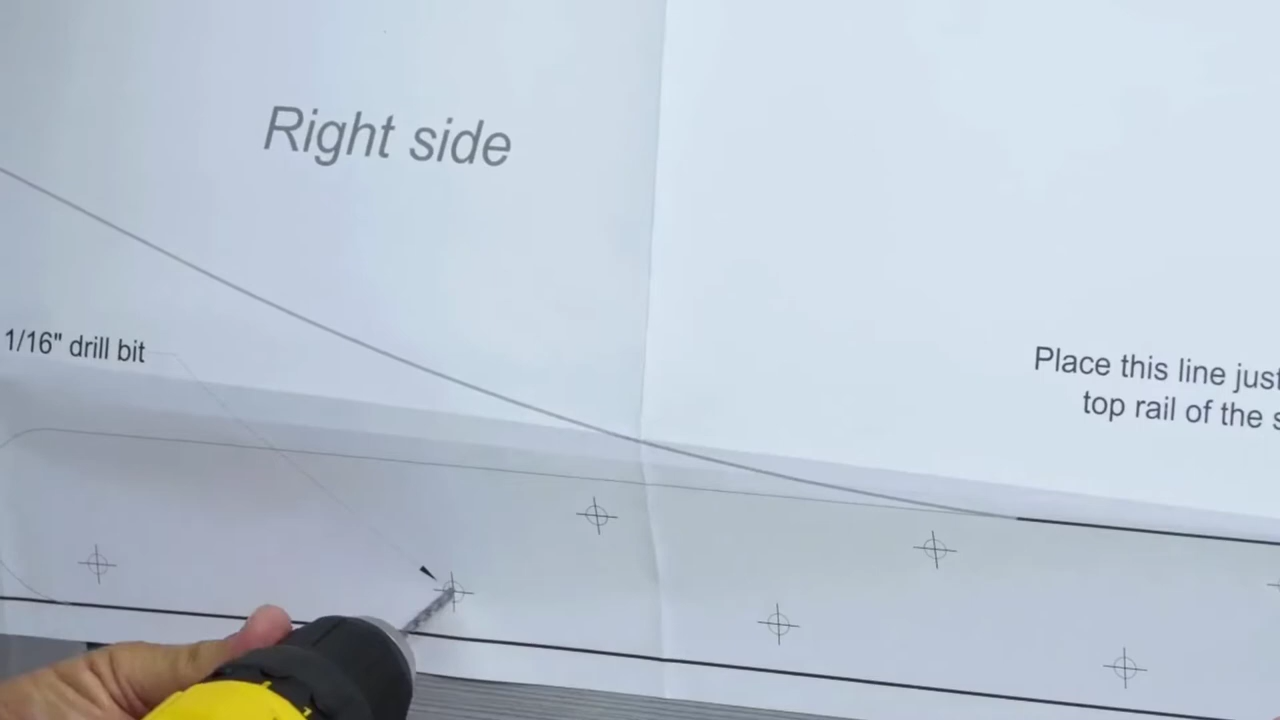 Right side
1/16" drill bit
Place this line just
top rail of the